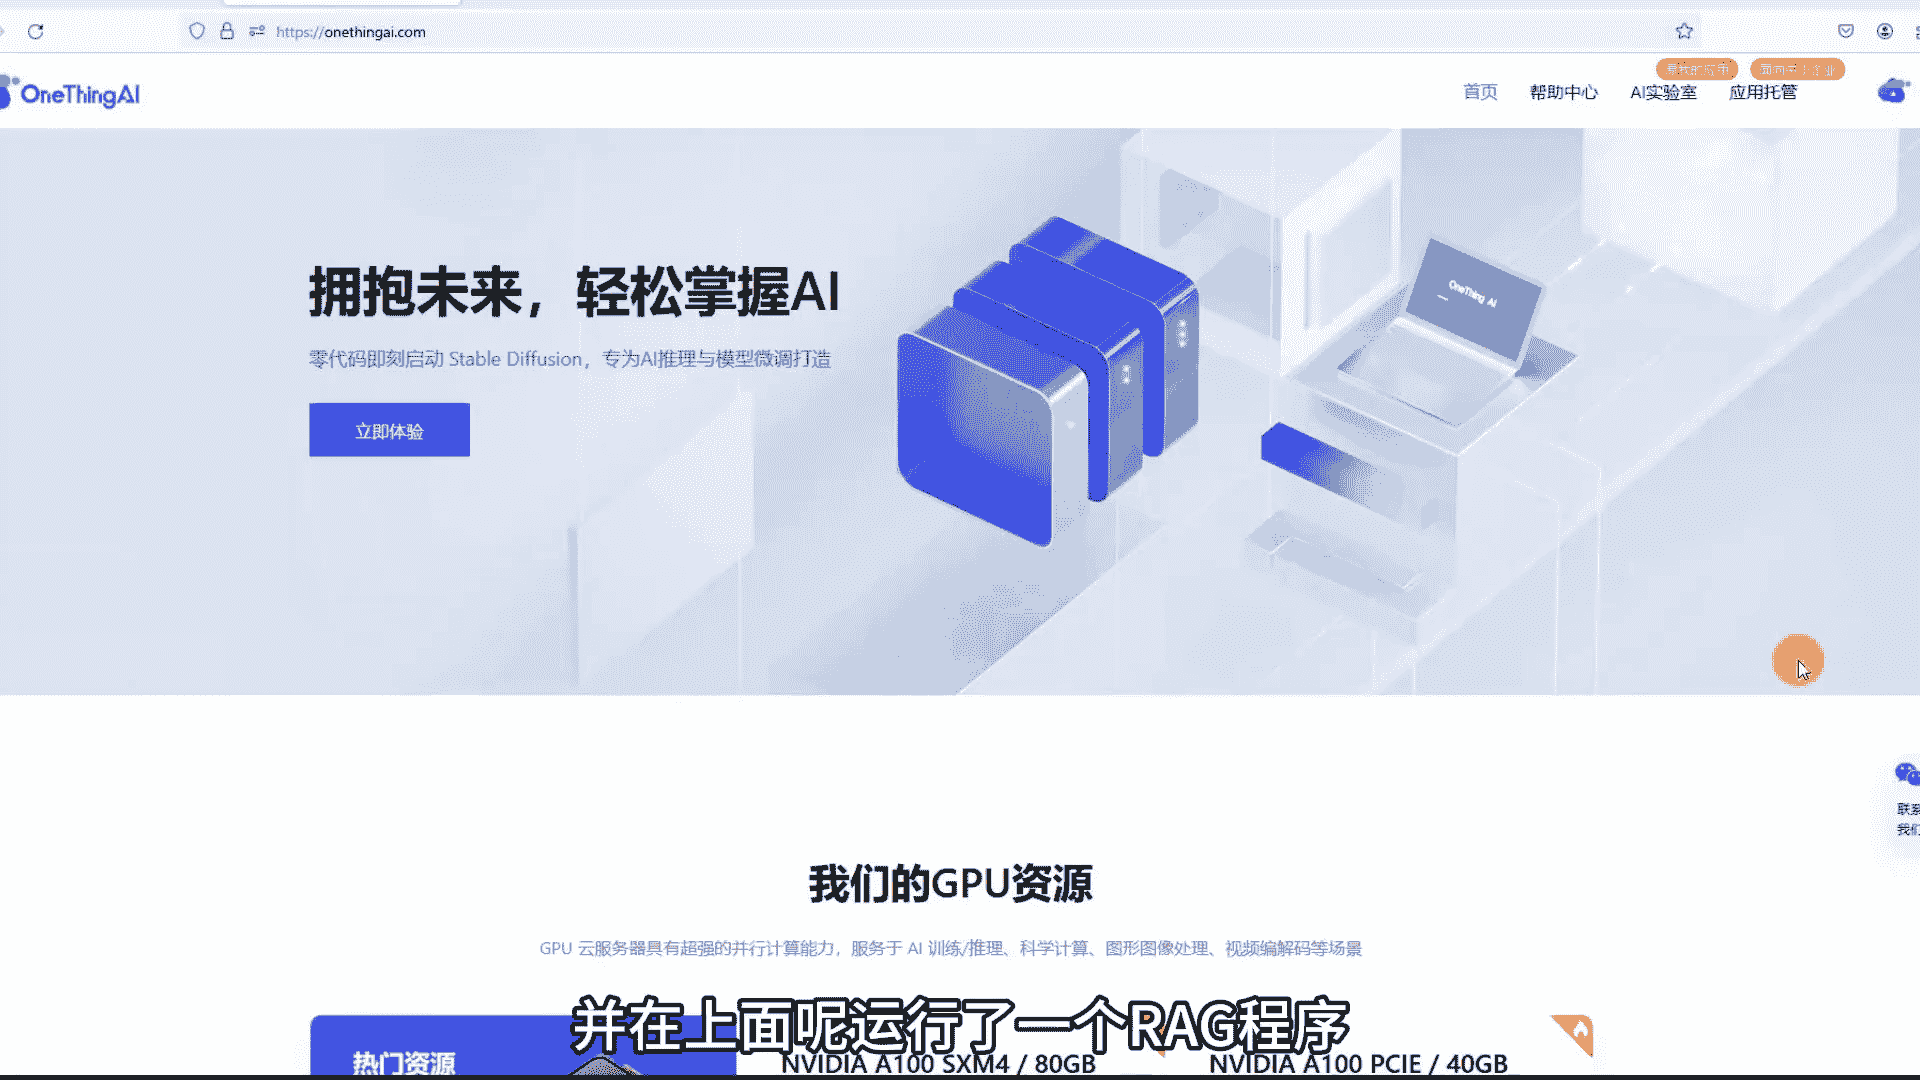 https://onethingai.com
OneThingAI
首页
帮助中心
AI实验室
应用托管
拥抱未来，轻松掌握AI
零代码即刻启动 Stable Diffusion，专为AI推理与模型微调打造
立即体验
OneThing AI
联系
我们
我们的GPU资源
GPU 云服务器具有超强的并行计算能力，服务于 AI 训练/推理、科学计算、图形图像处理、视频编解码等场景
并在上面呢运行了一个RAG程序
热门资源
NVIDIA A100 SXM4 / 80GB
NVIDIA A100 PCIE / 40GB